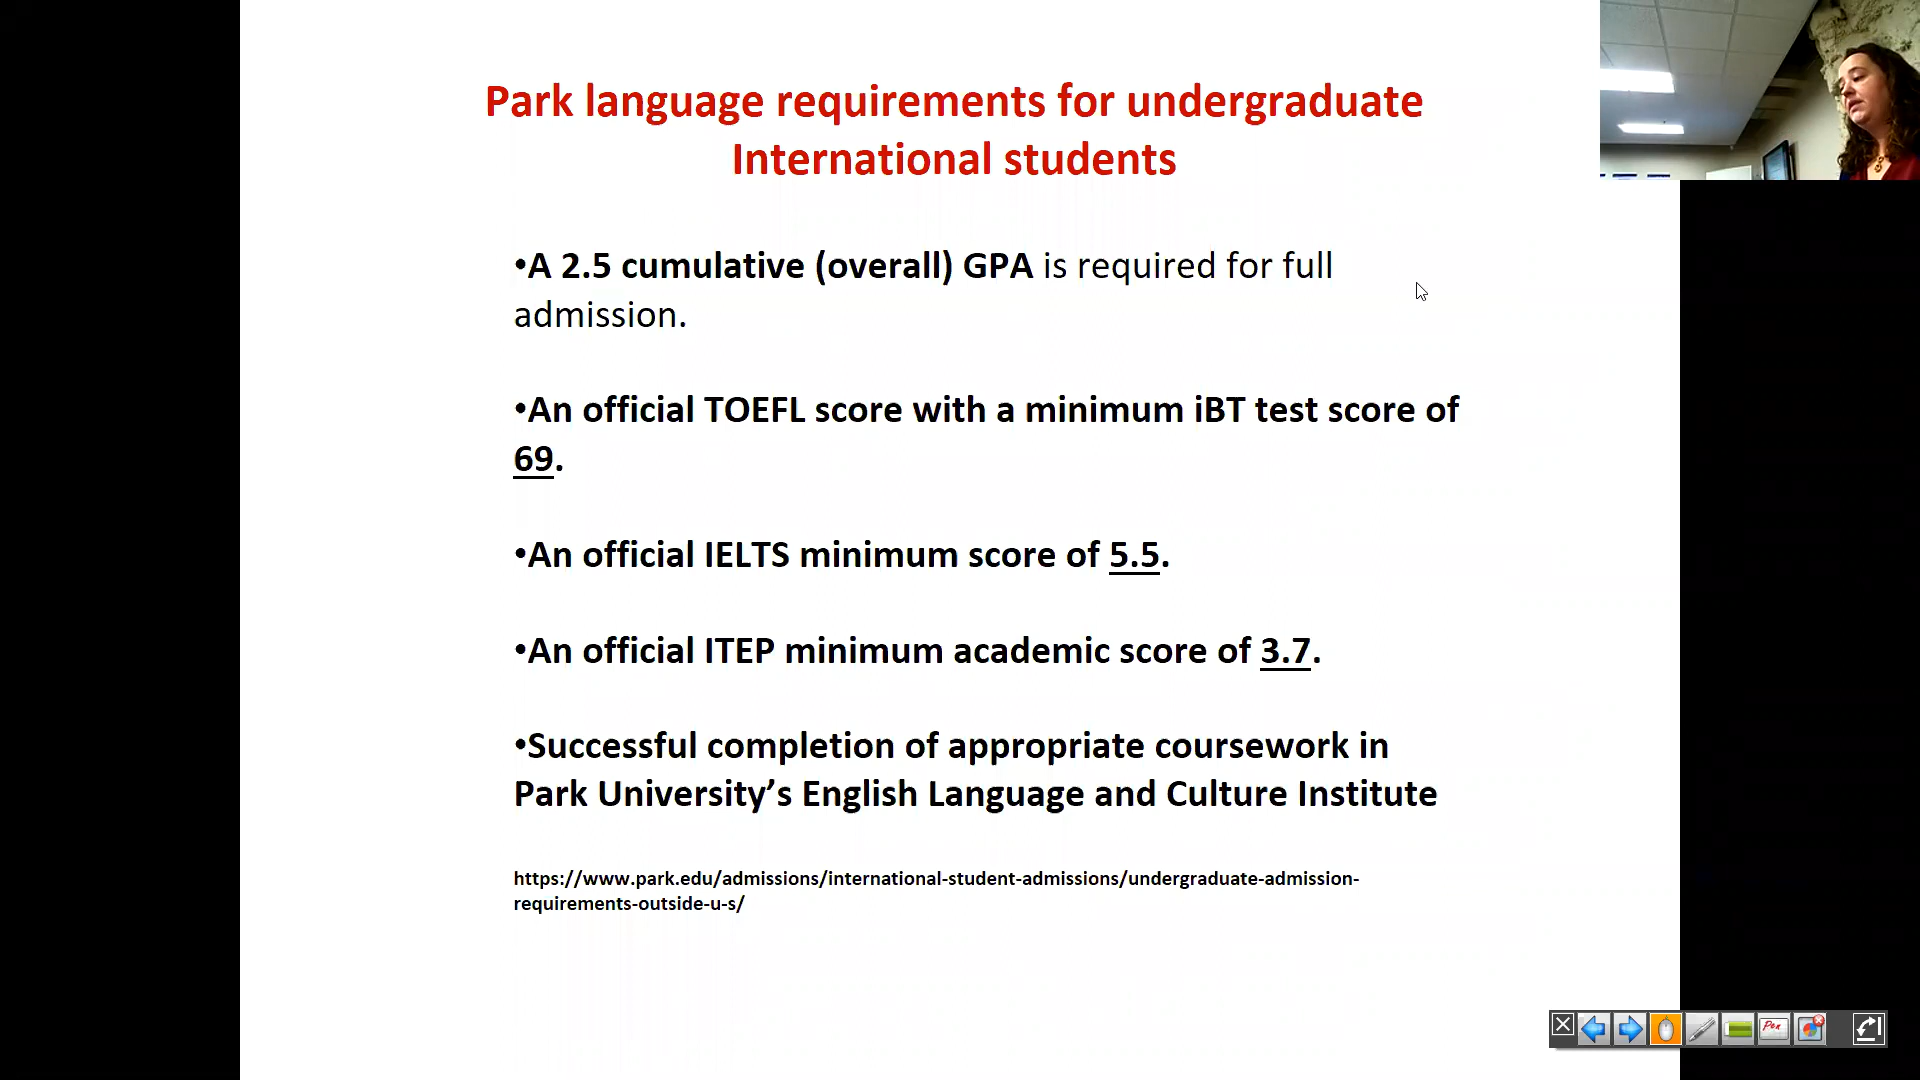 Park language requirements for undergraduate
International students
•A 2.5 cumulative (overall) GPA is required for full
admission.
•An official TOEFL score with a minimum iBT test score of
69.
•An official IELTS minimum score of 5.5.
•An official ITEP minimum academic score of 3.7.
•Successful completion of appropriate coursework in
Park University’s English Language and Culture Institute
https://www.park.edu/admissions/international-student-admissions/undergraduate-admission-
requirements-outside-u-s/
Pen